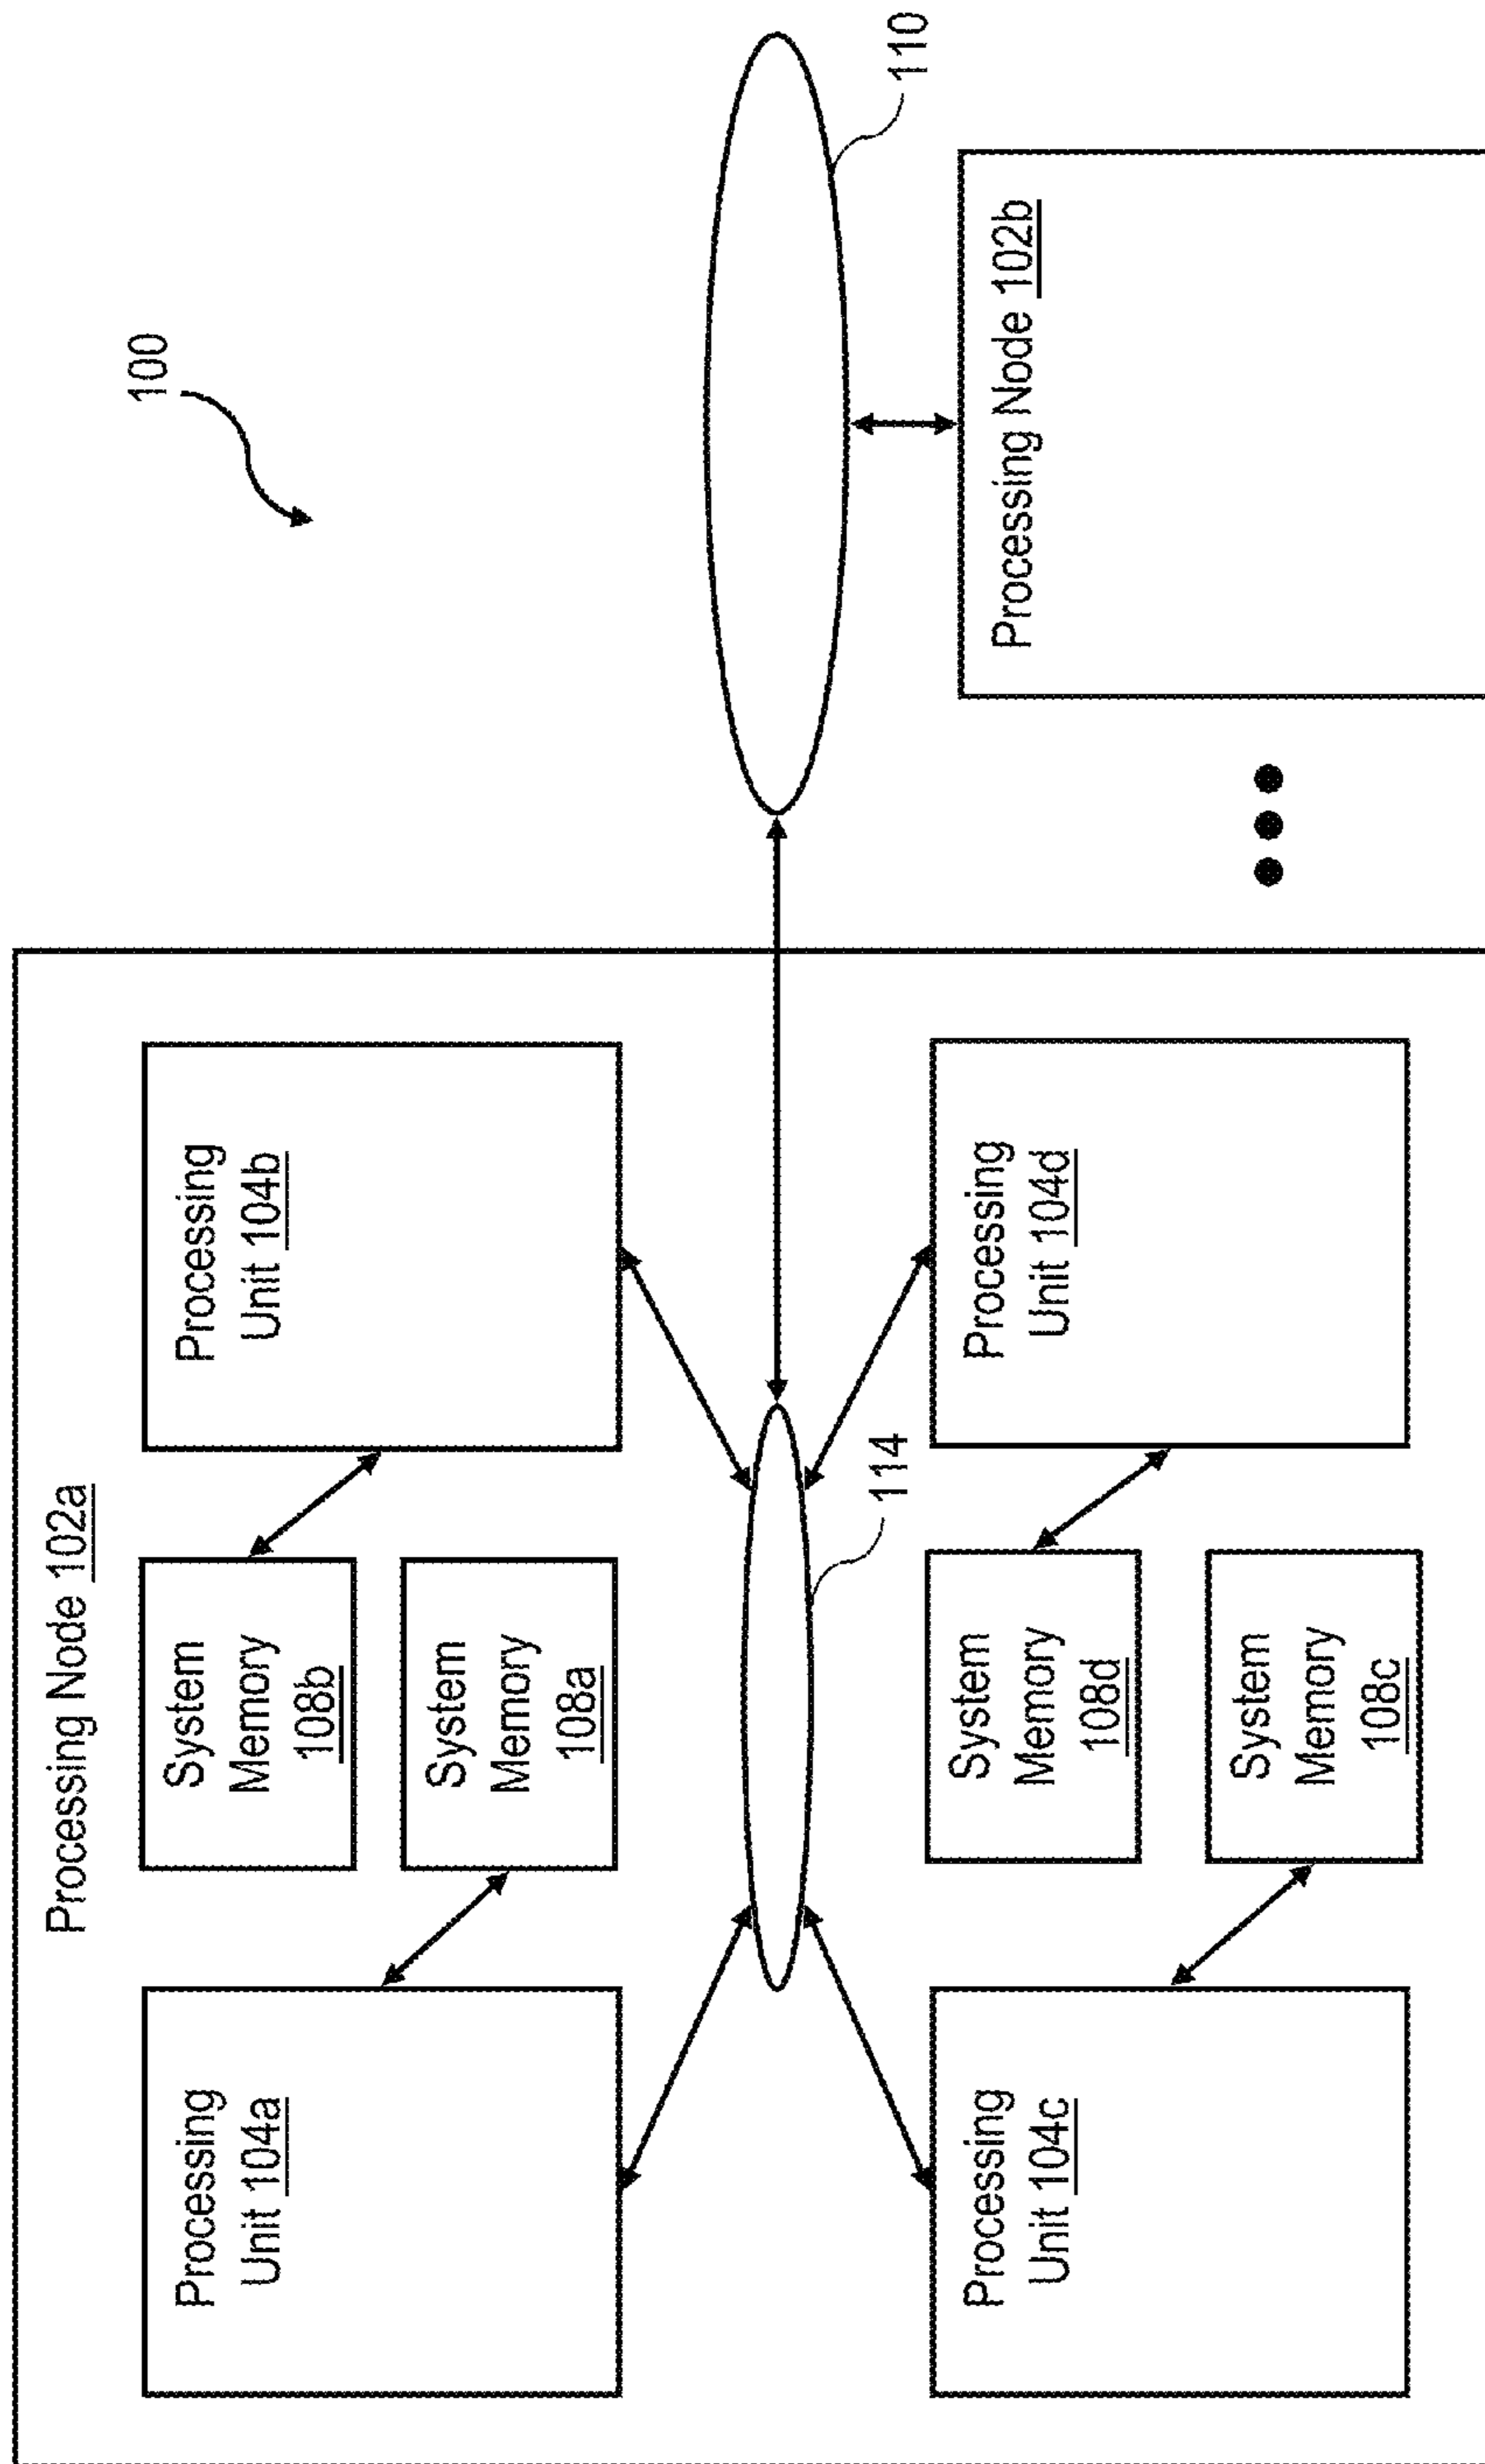 100
Processing Node 102a
Processing
Unit 104a
System
Memory
108b
System
Memory
108a
Processing
Unit 104b
114
110
Processing
Unit 104c
System
Memory
108d
System
Memory
108c
Processing
Unit 104d
Processing Node 102b